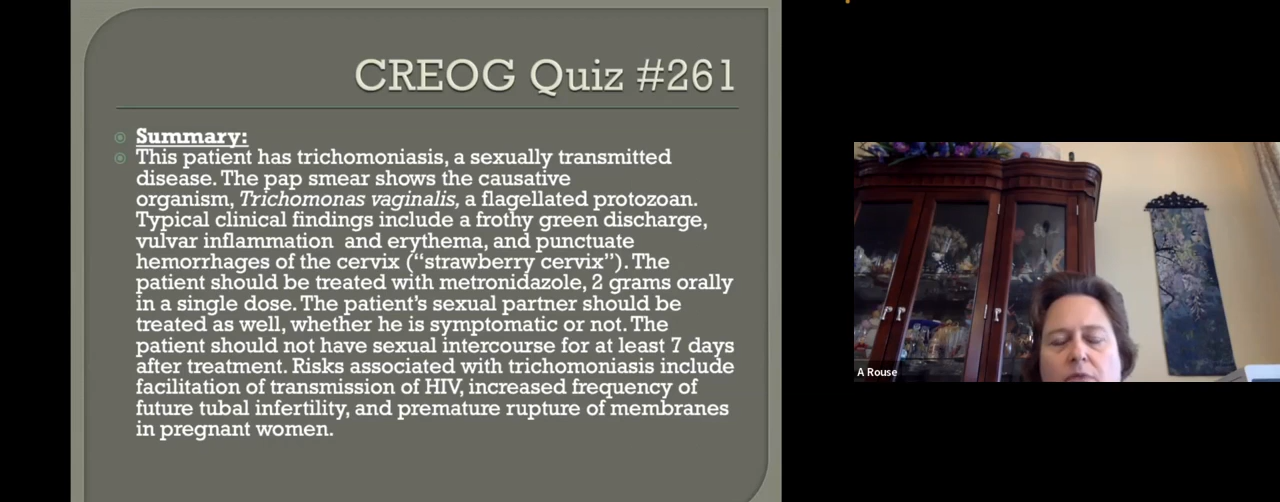 CREOG Quiz #261
Summary:
This patient has trichomoniasis, a sexually transmitted
disease. The pap smear shows the causative
organism, Trichomonas vaginalis, a flagellated protozoan.
Typical clinical findings include a frothy green discharge,
vulvar inflammation  and erythema, and punctuate
hemorrhages of the cervix (“strawberry cervix”). The
patient should be treated with metronidazole, 2 grams orally
in a single dose. The patient’s sexual partner should be
treated as well, whether he is symptomatic or not. The
patient should not have sexual intercourse for at least 7 days
after treatment. Risks associated with trichomoniasis include
facilitation of transmission of HIV, increased frequency of
future tubal infertility, and premature rupture of membranes
in pregnant women.
A Rouse